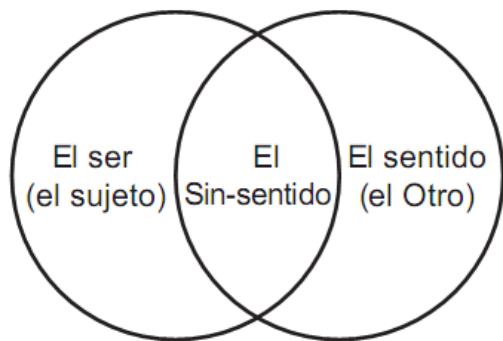 El ser
(el sujeto)
El
Sin-sentido
El sentido
(el Otro)